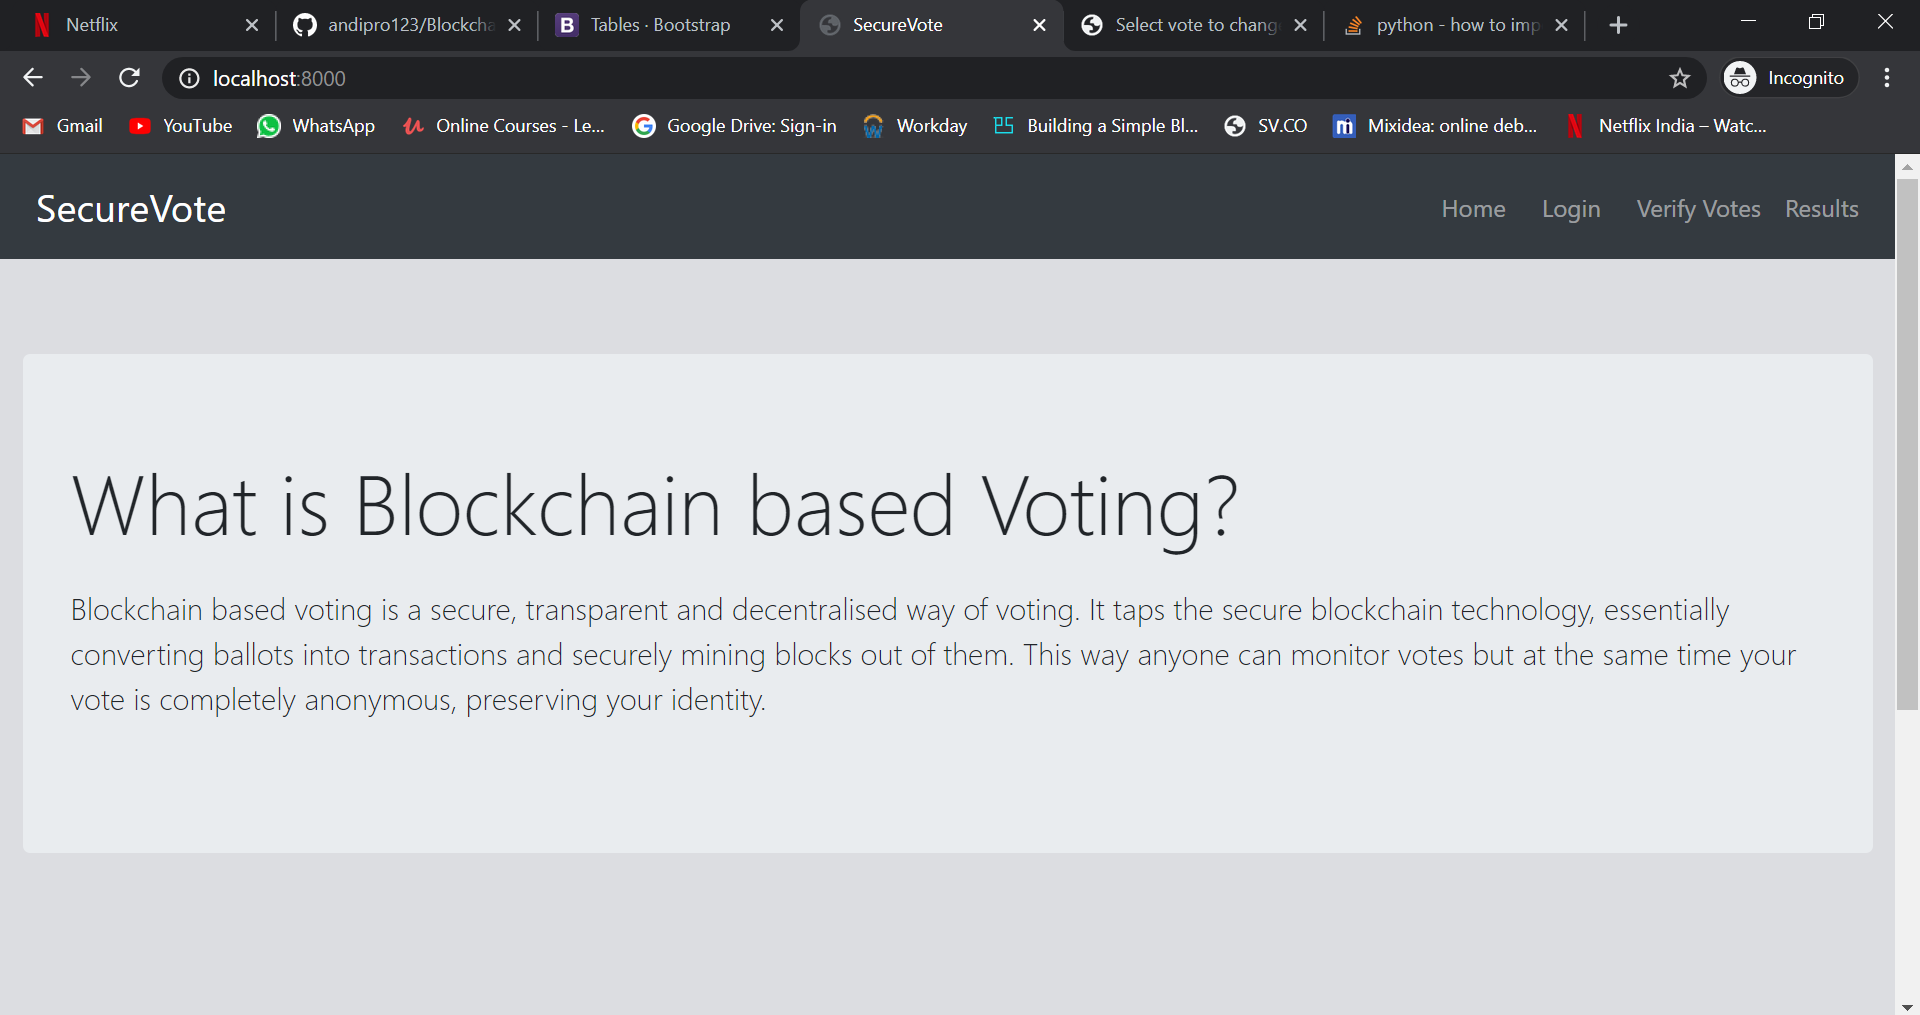 Netflix
andipro123/Blockcha
Tables · Bootstrap
SecureVote
Select vote to chang
python - how to imp
localhost:8000
Incognito
Gmail
YouTube
WhatsApp
Online Courses - Le...
Google Drive: Sign-in
Workday
Building a Simple Bl...
SV.CO
Mixidea: online deb...
Netflix India – Watc...
SecureVote
Home
Login
Verify Votes
Results
What is Blockchain based Voting?
Blockchain based voting is a secure, transparent and decentralised way of voting. It taps the secure blockchain technology, essentially
converting ballots into transactions and securely mining blocks out of them. This way anyone can monitor votes but at the same time your
vote is completely anonymous, preserving your identity.